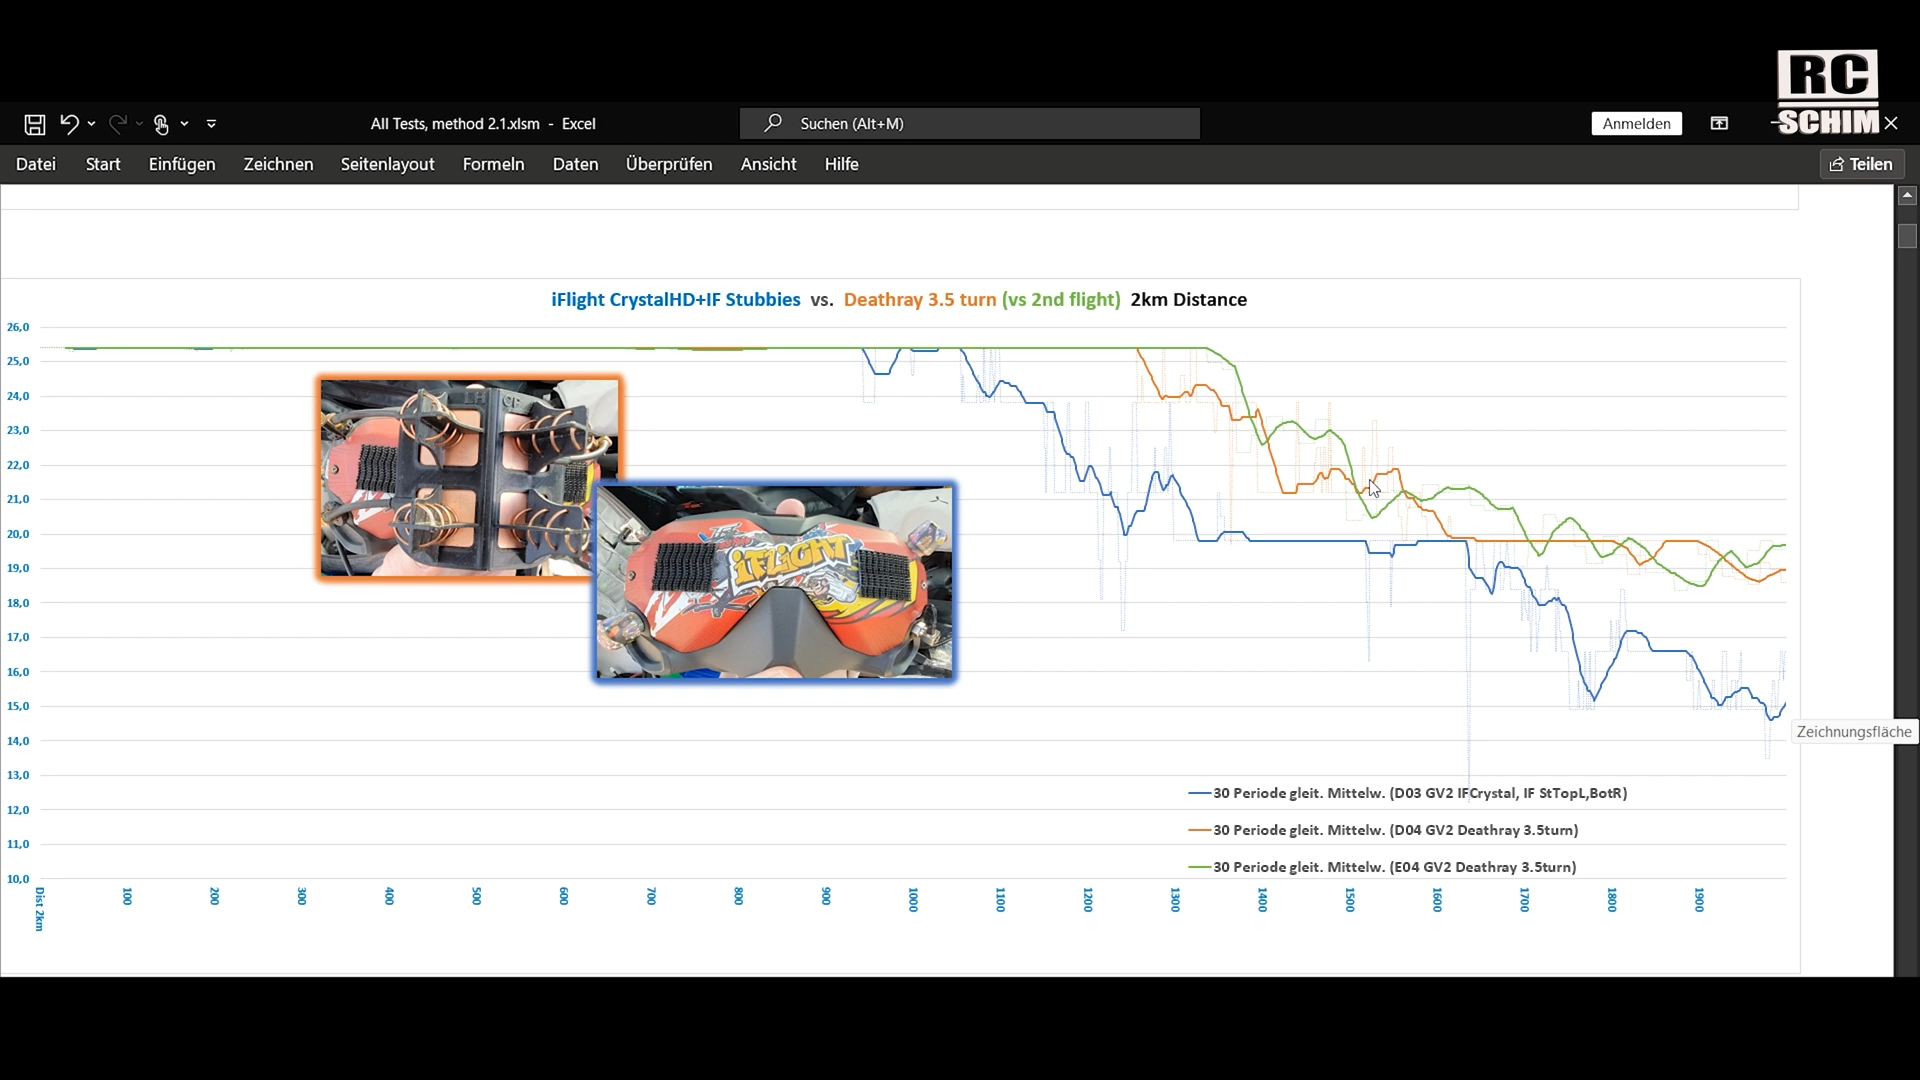 RC
SCHIM
All Tests, method 2.1.xlsm - Excel
Suchen (Alt+M)
Anmelden
Datei Start Einfügen Zeichnen Seitenlayout Formeln Daten Überprüfen Ansicht Hilfe
Teilen
iFlight CrystalHD+IF Stubbies vs. Deathray 3.5 turn (vs 2nd flight) 2km Distance
26,0
25,0
24,0
23,0
22,0
21,0
20,0
19,0
18,0
17,0
16,0
15,0
14,0
13,0
12,0
11,0
10,0
iFLiGHT
Zeichnungsfläche
30 Periode gleit. Mittelw. (D03 GV2 IFCrystal, IF StTopL,BotR)
30 Periode gleit. Mittelw. (D04 GV2 Deathray 3.5turn)
30 Periode gleit. Mittelw. (E04 GV2 Deathray 3.5turn)
Dist 2km 100 200 300 400 500 600 700 800 900 1000 1100 1200 1300 1400 1500 1600 1700 1800 1900